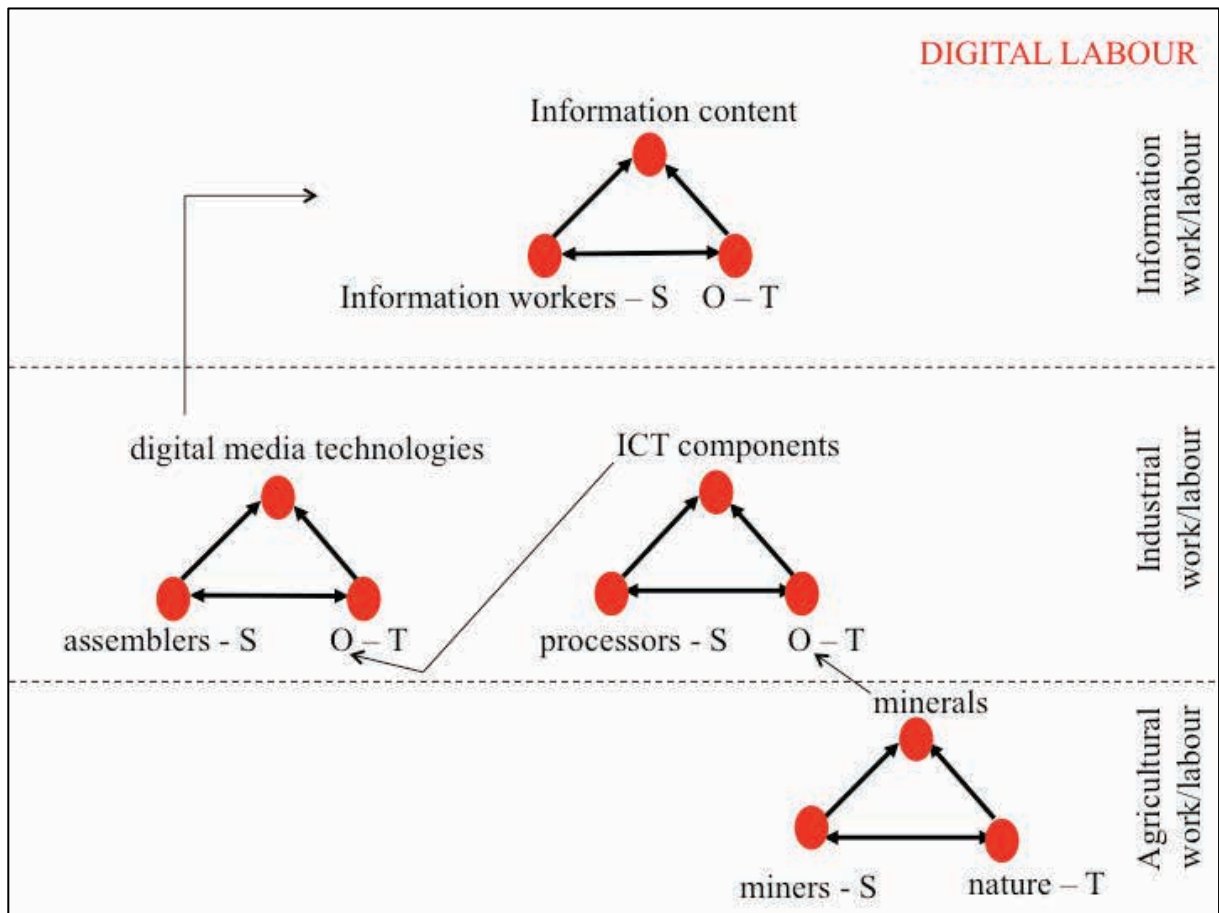 DIGITAL LABOUR
Information content
Information workers – S O – T
Information
work/labour
digital media technologies
ICT components
assemblers - S O – T
processors - S O – T
Industrial
work/labour
minerals
miners - S nature – T
Agricultural
work/labour